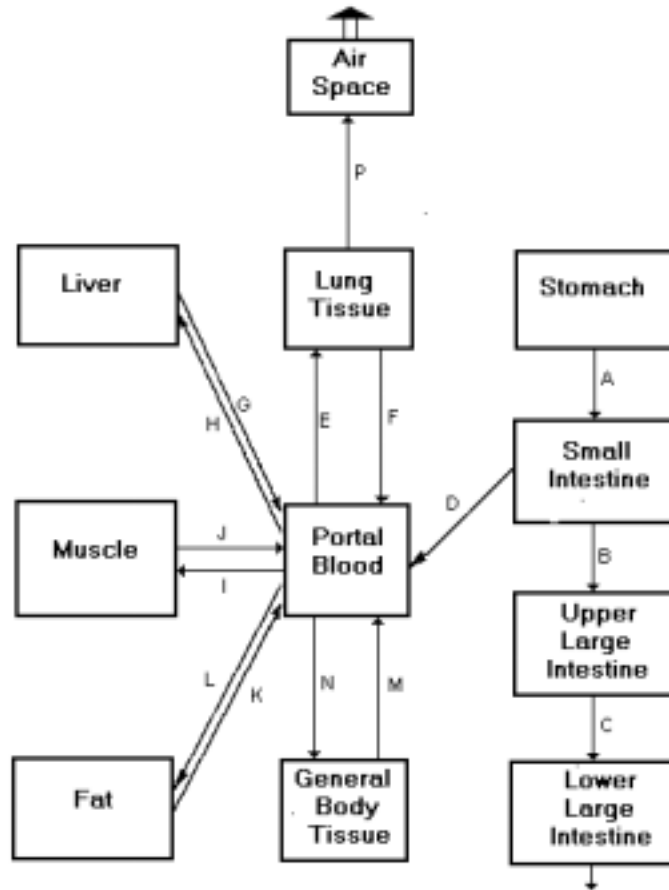 Air
Space
P
Liver
Lung
Tissue
Stomach
G
H
E
F
A
Small
Intestine
D
Muscle
J
I
Portal
Blood
B
Upper
Large
Intestine
L
K
N
M
C
Fat
General
Body
Tissue
Lower
Large
Intestine